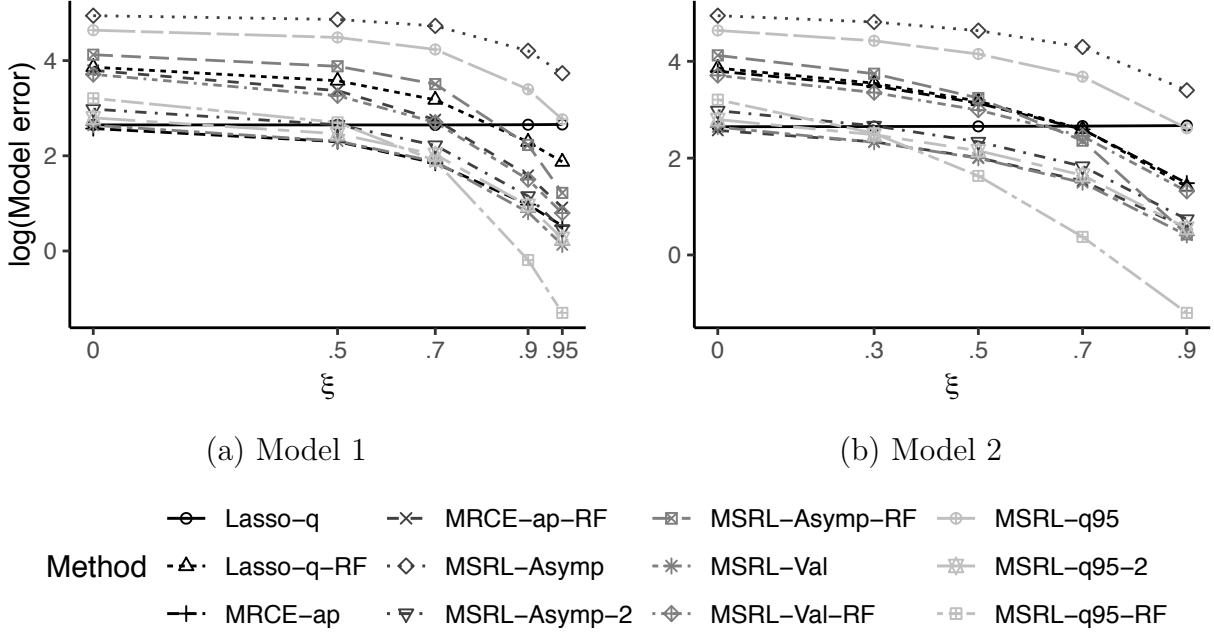 log(Model error)
4
2
0
0
.5
.7
.9
.95
ξ
4
2
0
0
.3
.5
.7
.9
ξ
(a) Model 1
(b) Model 2
Method
Lasso−q
MRCE−ap−RF
MSRL−Asymp−RF
MSRL−q95
Lasso−q−RF
MSRL−Asymp
MSRL−Val
MSRL−q95−2
MRCE−ap
MSRL−Asymp−2
MSRL−Val−RF
MSRL−q95−RF